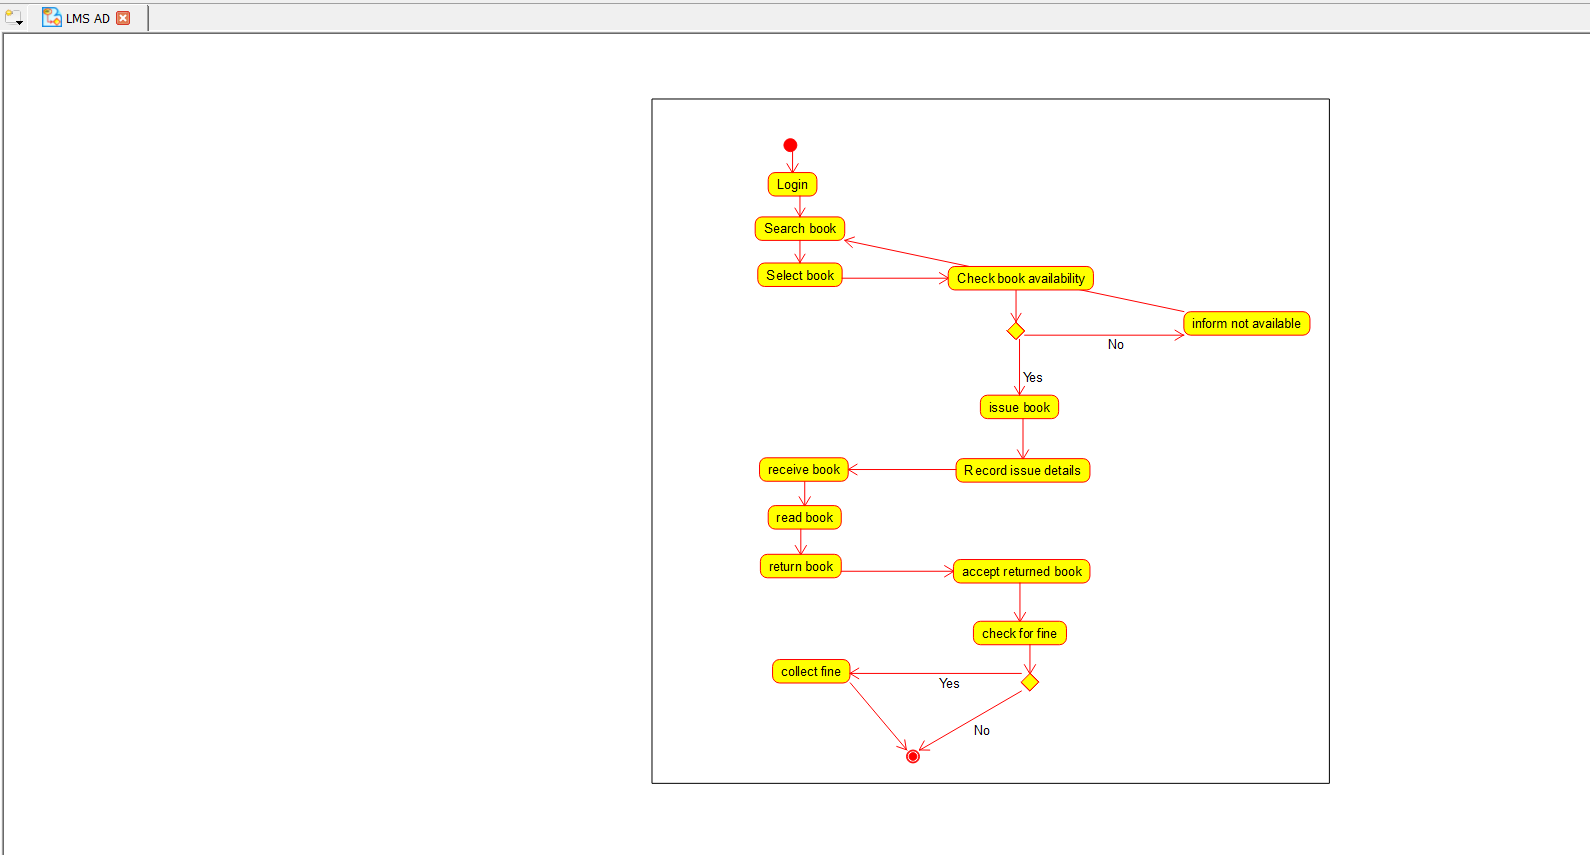 LMS AD
Login
Search book
Select book
Check book availability
inform not available
No
Yes
issue book
receive book
Record issue details
read book
return book
accept returned book
check for fine
collect fine
Yes
No